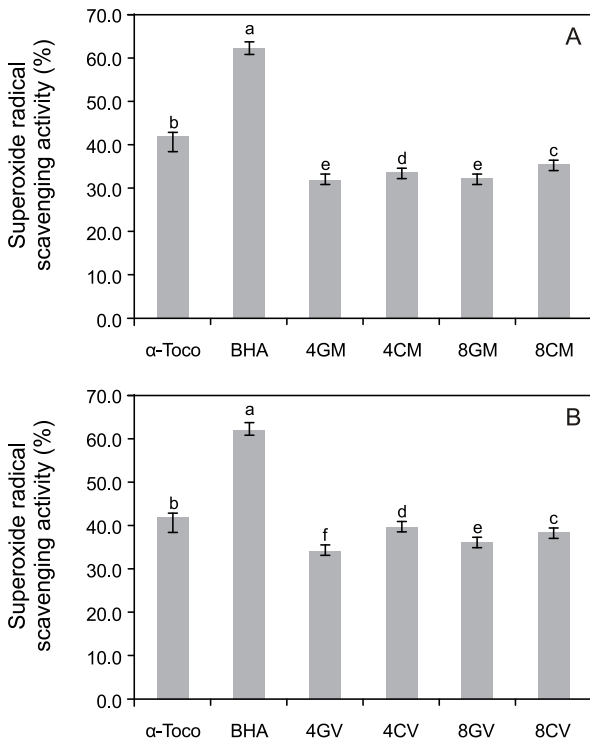 70.0
60.0
50.0
40.0
30.0
20.0
10.0
0.0
Superoxide radical
scavenging activity (%)
A
b
a
e
d
e
c
α-Toco BHA 4GM 4CM 8GM 8CM
70.0
60.0
50.0
40.0
30.0
20.0
10.0
0.0
Superoxide radical
scavenging activity (%)
B
b
a
f
d
e
c
α-Toco BHA 4GV 4CV 8GV 8CV